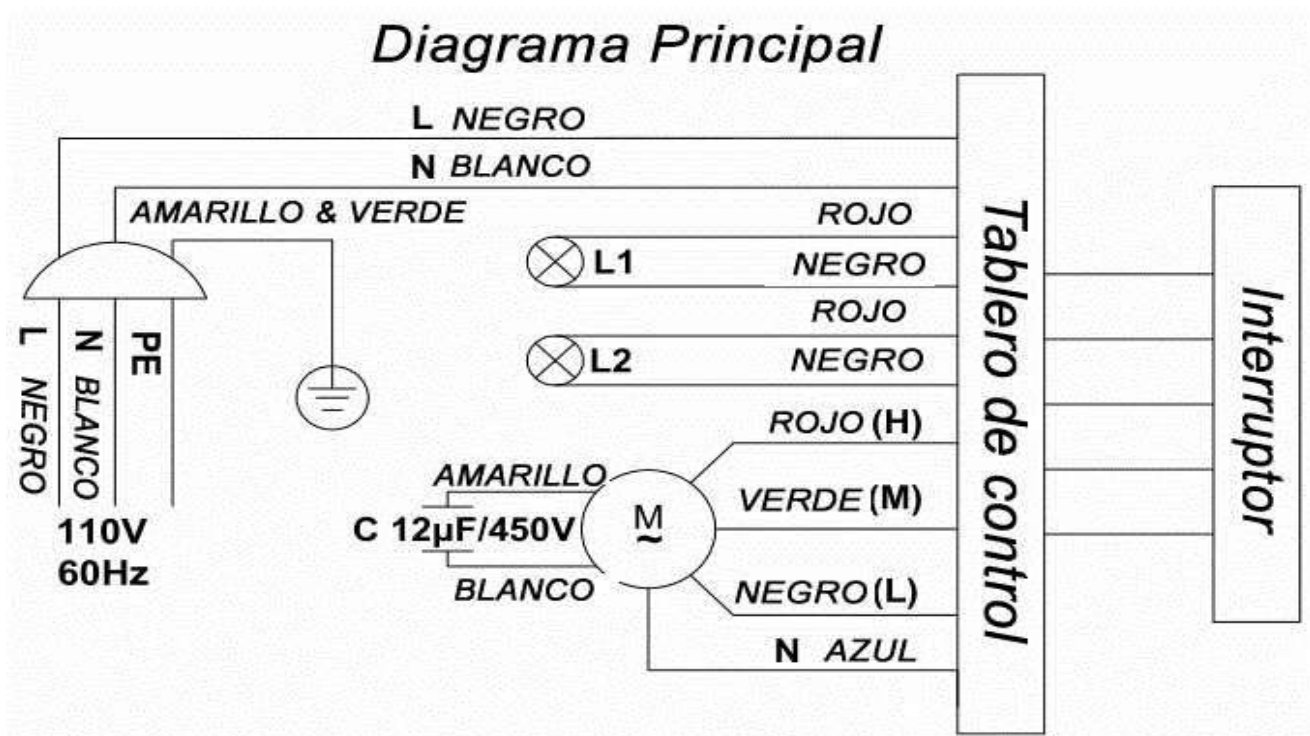 Diagrama Principal
L NEGRO
N BLANCO
AMARILLO & VERDE
ROJO
L1
NEGRO
ROJO
L2
NEGRO
ROJO (H)
AMARILLO
VERDE (M)
C 12µF/450V
M
~
BLANCO
NEGRO (L)
N AZUL
L NEGRO
N BLANCO
PE
110V
60Hz
Tablero de control
Interruptor